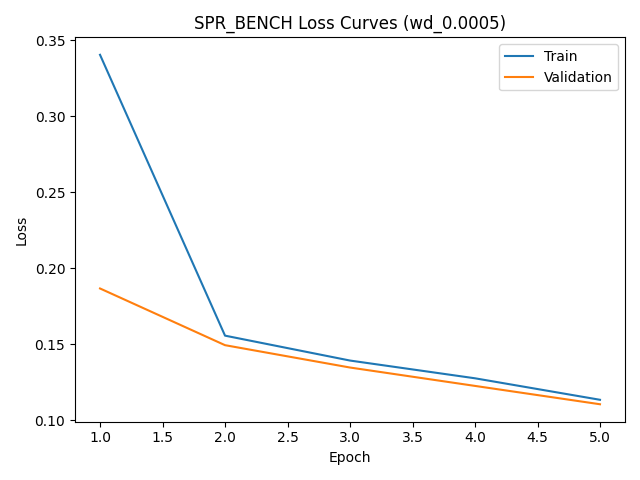 SPR_BENCH Loss Curves (wd_0.0005)
Train
Validation
0.35
0.30
0.25
0.20
0.15
0.10
Loss
1.0 1.5 2.0 2.5 3.0 3.5 4.0 4.5 5.0
Epoch